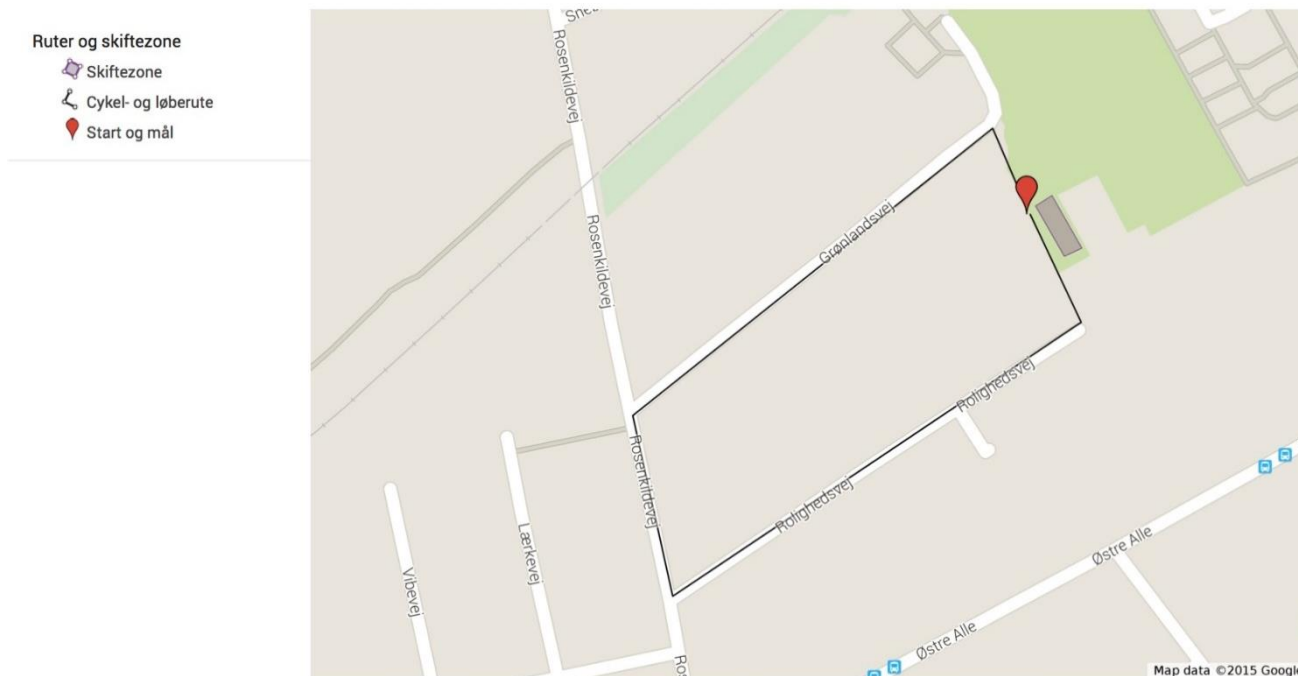 Ruter og skiftezone
Skiftezone
Cykel- og løberute
Start og mål
Rosenkildevej
Rosenkildevej
Grønlandsvej
Rolighedsvej
Rosenkildevej
Rolighedsvej
Lærkevej
Vibevej
Østre Alle
Østre Alle
Map data ©2015 Google